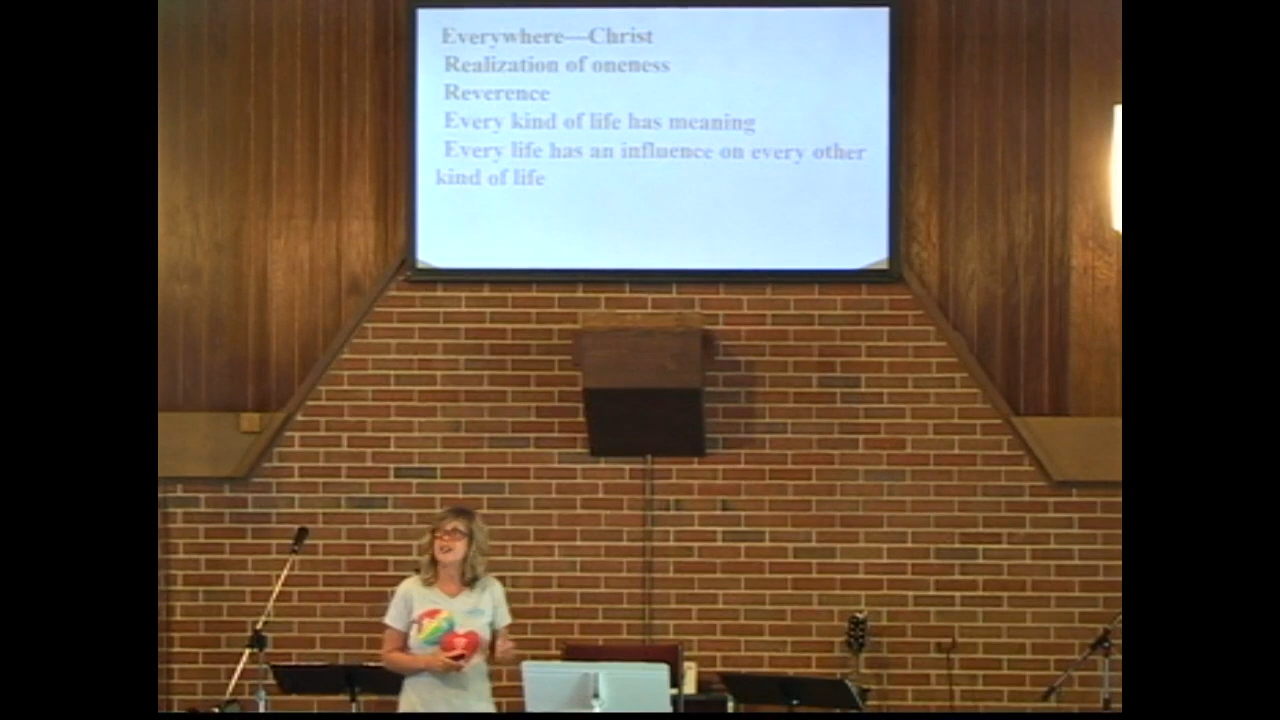 Everywhere—Christ
Realization of oneness
Reverence
Every kind of life has meaning
Every life has an influence on every other
kind of life